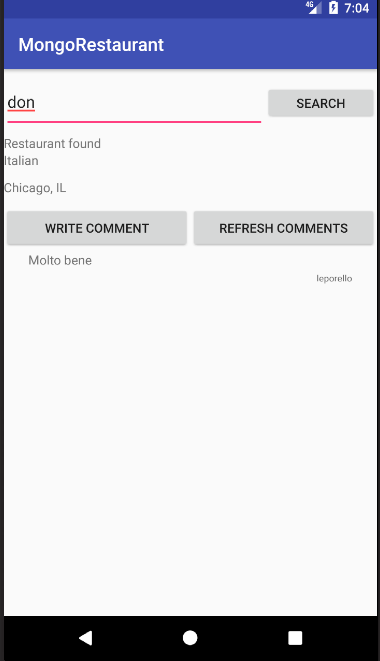 4G 7:04
MongoRestaurant
don SEARCH
Restaurant found
Italian
Chicago, IL
WRITE COMMENT REFRESH COMMENTS
Molto bene
leporello